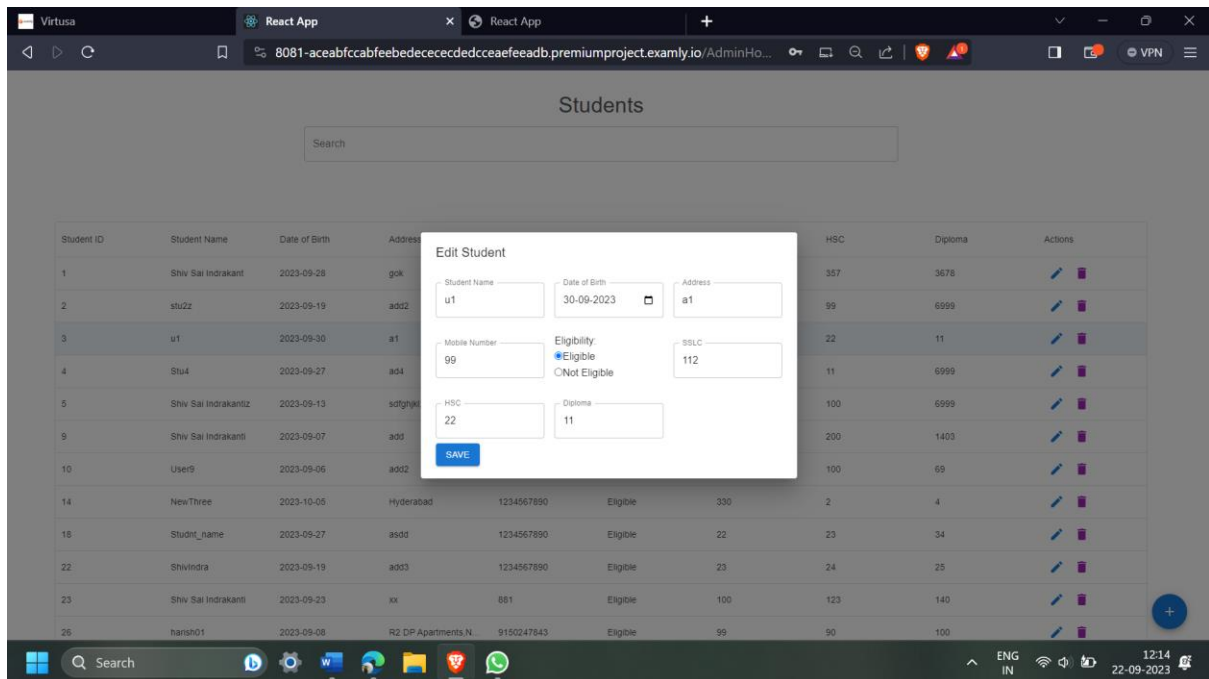 Virtusa React App React App
8081-aceabfccabfeebedecececdedcceaefeeadb.premiumproject.examly.io/AdminHo... VPN
Students
Search
Student ID Student Name Date of Birth Address HSC Diploma Actions
Edit Student
1 Shiv Sai Indrakant 2023-09-28 gok 357 3678
Student Name Date of Birth Address
u1 30-09-2023 a1
2 stu2z 2023-09-19 add2 99 6999
3 u1 2023-09-30 a1 22 11
Mobile Number Eligibility: SSLC
99 Eligible 112
Not Eligible
4 Stu4 2023-09-27 ad4 11 6999
5 Shiv Sai Indrakantiz 2023-09-13 sdfghjkl 100 6999
HSC Diploma
22 11
9 Shiv Sai Indrakanti 2023-09-07 add 200 1403
SAVE
10 User9 2023-09-06 add2 100 69
14 NewThree 2023-10-05 Hyderabad 1234567890 Eligible 330 2 4
18 Studnt_name 2023-09-27 asdd 1234567890 Eligible 22 23 34
22 Shivindra 2023-09-19 add3 1234567890 Eligible 23 24 25
23 Shiv Sai Indrakanti 2023-09-23 xx 881 Eligible 100 123 140
26 harish01 2023-09-08 R2 DP Apartments,N... 9150247843 Eligible 99 90 100
Search ENG 12:14
IN 22-09-2023